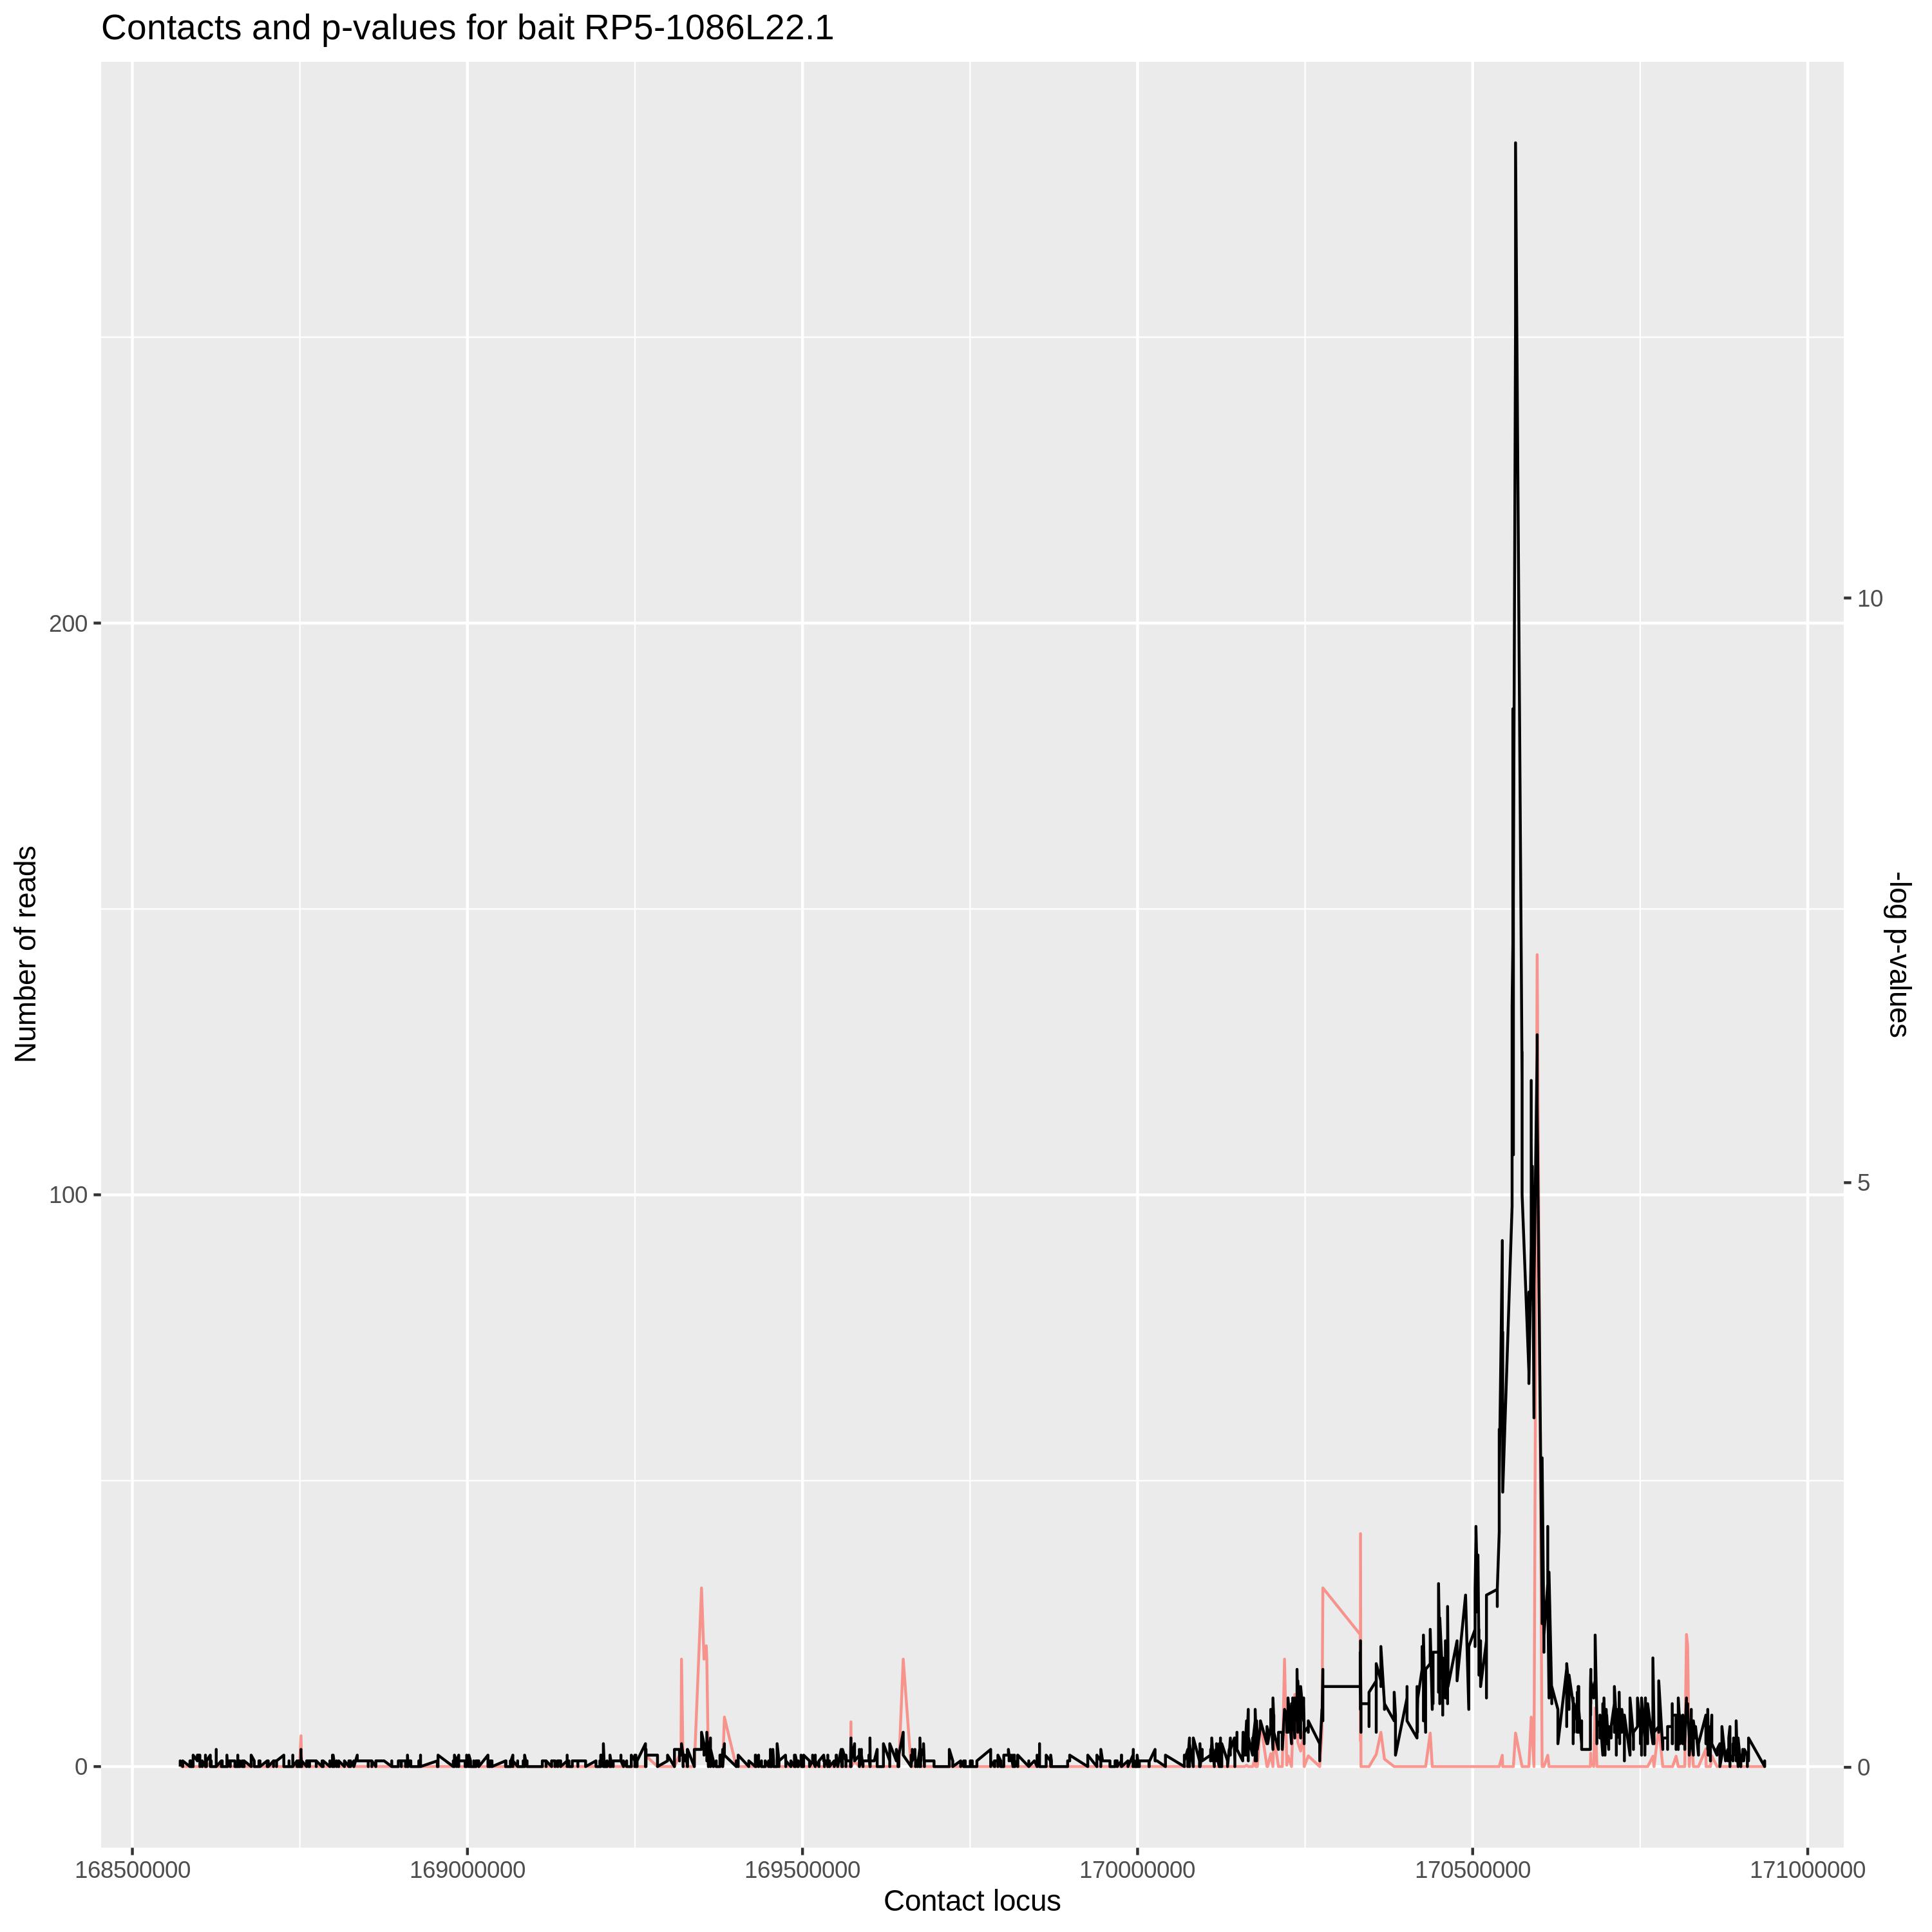 Contacts and p-values for bait RP5-1086L22.1
Number of reads
200
100
0
10
5
0
-log p-values
168500000 169000000 169500000 170000000 170500000 171000000
Contact locus